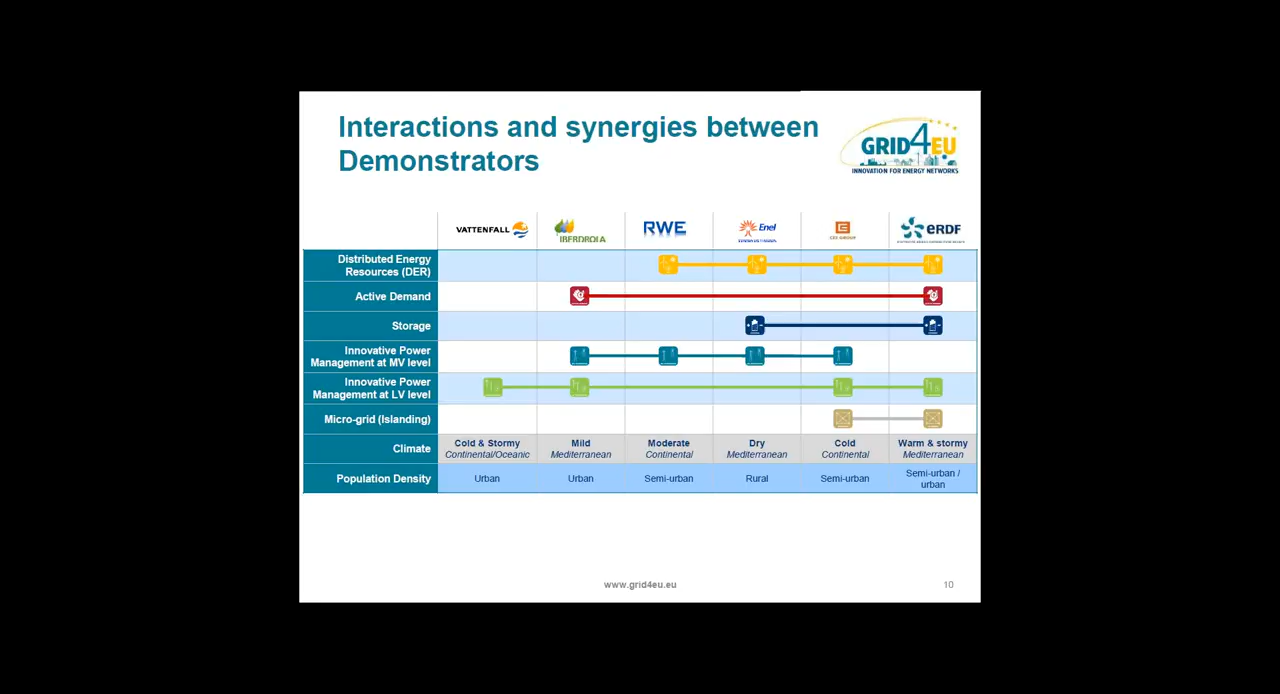 Interactions and synergies between
Demonstrators
GRID4EU
INNOVATION FOR ENERGY NETWORKS
VATTENFALL
IBERDROLA
RWE
Enel
CEZ GROUP
eRDF
Distributed Energy
Resources (DER)
Active Demand
Storage
Innovative Power
Management at MV level
Innovative Power
Management at LV level
Micro-grid (Islanding)
Climate
Cold & Stormy
Continental/Oceanic
Mild
Mediterranean
Moderate
Continental
Dry
Mediterranean
Cold
Continental
Warm & stormy
Mediterranean
Population Density
Urban
Urban
Semi-urban
Rural
Semi-urban
Semi-urban /
urban
www.grid4eu.eu
10